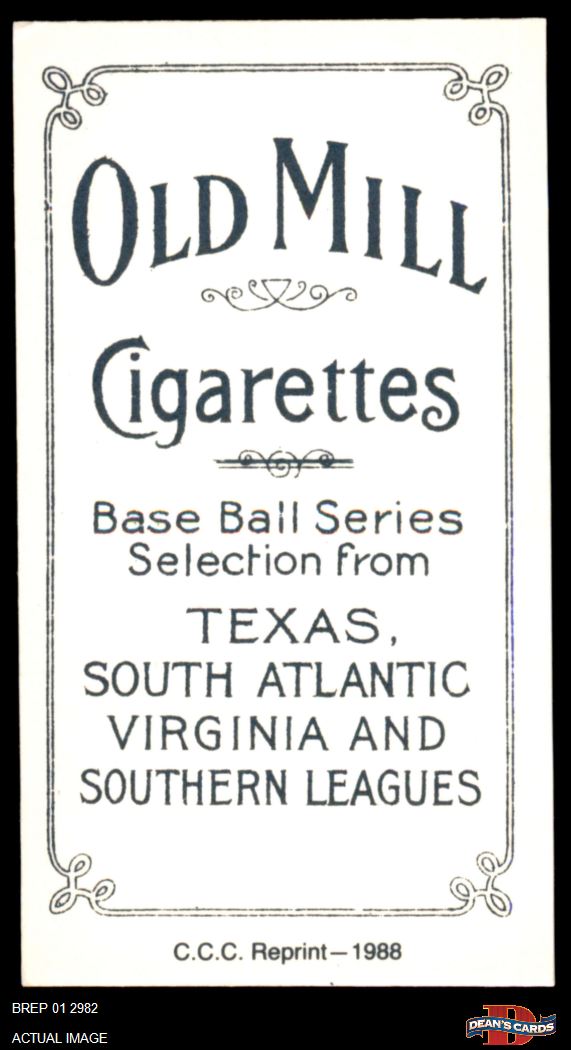 OLD MILL
Cigarettes
Base Ball Series
Selection from
TEXAS,
SOUTH ATLANTIC
VIRGINIA AND
SOUTHERN LEAGUES
C.C.C. Reprint—1988
BREP 01 2982
ACTUAL IMAGE
D
DEAN'S CARDS